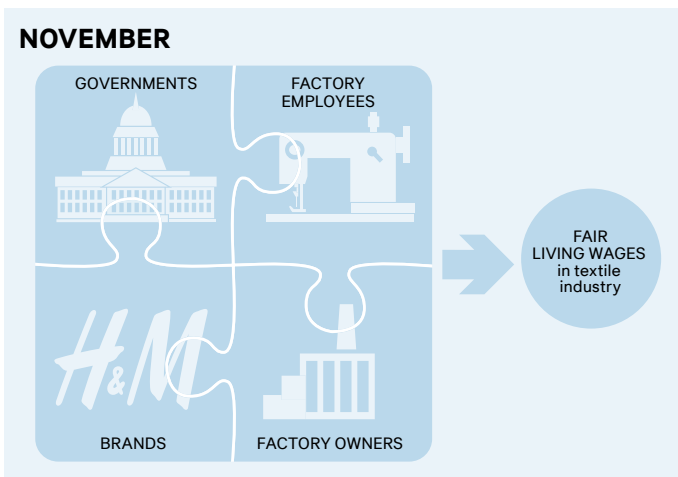 NOVEMBER
GOVERNMENTS
FACTORY
EMPLOYEES
H&M
BRANDS
FACTORY OWNERS
FAIR
LIVING WAGES
in textile
industry